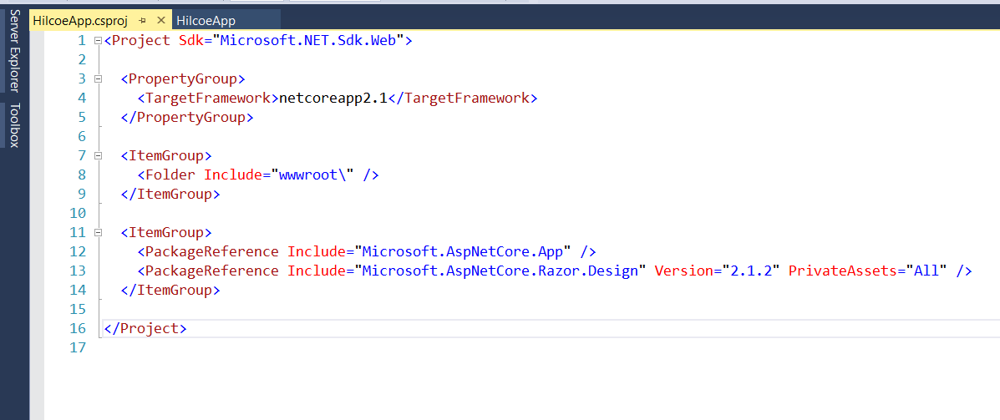 Server Explorer
Toolbox
HilcoeApp.csproj
HilcoeApp
1 <Project Sdk="Microsoft.NET.Sdk.Web">
2
3 <PropertyGroup>
4 <TargetFramework>netcoreapp2.1</TargetFramework>
5 </PropertyGroup>
6
7 <ItemGroup>
8 <Folder Include="wwwroot\" />
9 </ItemGroup>
10
11 <ItemGroup>
12 <PackageReference Include="Microsoft.AspNetCore.App" />
13 <PackageReference Include="Microsoft.AspNetCore.Razor.Design" Version="2.1.2" PrivateAssets="All" />
14 </ItemGroup>
15
16 </Project>
17